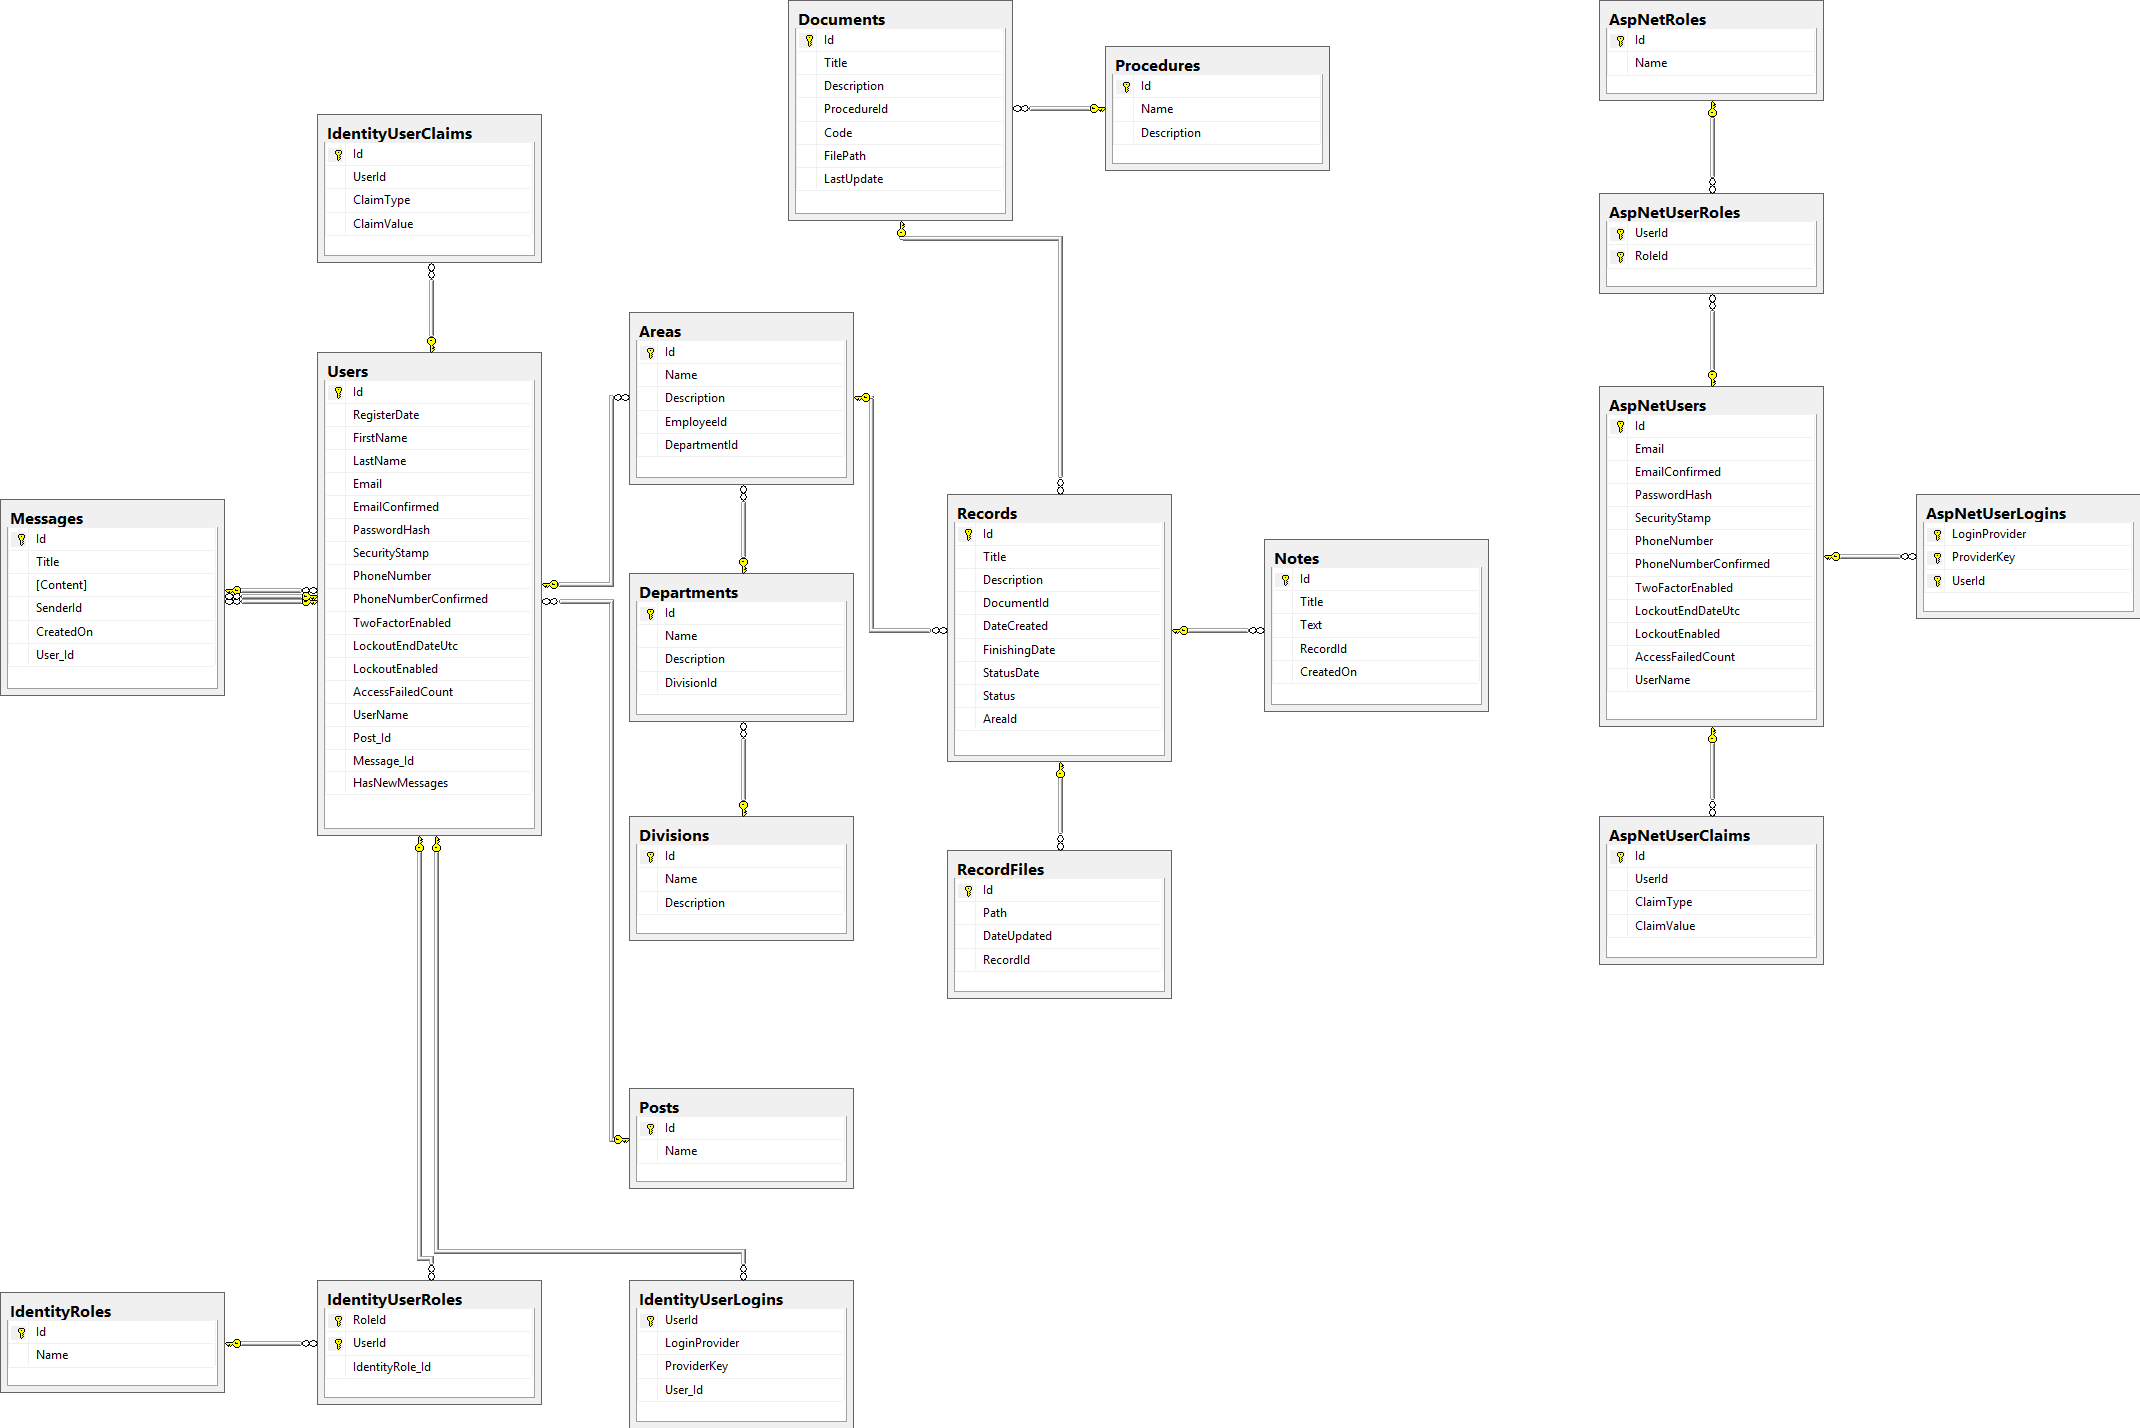 Documents
Id
Title
Description
ProcedureId
Code
FilePath
LastUpdate
Procedures
Id
Name
Description
AspNetRoles
Id
Name
IdentityUserClaims
Id
UserId
ClaimType
ClaimValue
AspNetUserRoles
UserId
RoleId
Users
Id
RegisterDate
FirstName
LastName
Email
EmailConfirmed
PasswordHash
SecurityStamp
PhoneNumber
PhoneNumberConfirmed
TwoFactorEnabled
LockoutEndDateUtc
LockoutEnabled
AccessFailedCount
UserName
Post_Id
Message_Id
HasNewMessages
Areas
Id
Name
Description
EmployeeId
DepartmentId
AspNetUsers
Id
Email
EmailConfirmed
PasswordHash
SecurityStamp
PhoneNumber
PhoneNumberConfirmed
TwoFactorEnabled
LockoutEndDateUtc
LockoutEnabled
AccessFailedCount
UserName
Messages
Id
Title
[Content]
SenderId
CreatedOn
User_Id
Records
Id
Title
Description
DocumentId
DateCreated
FinishingDate
StatusDate
Status
AreaId
AspNetUserLogins
LoginProvider
ProviderKey
UserId
Notes
Id
Title
Text
RecordId
CreatedOn
Departments
Id
Name
Description
DivisionId
Divisions
Id
Name
Description
RecordFiles
Id
Path
DateUpdated
RecordId
AspNetUserClaims
Id
UserId
ClaimType
ClaimValue
Posts
Id
Name
IdentityRoles
Id
Name
IdentityUserRoles
RoleId
UserId
IdentityRole_Id
IdentityUserLogins
UserId
LoginProvider
ProviderKey
User_Id